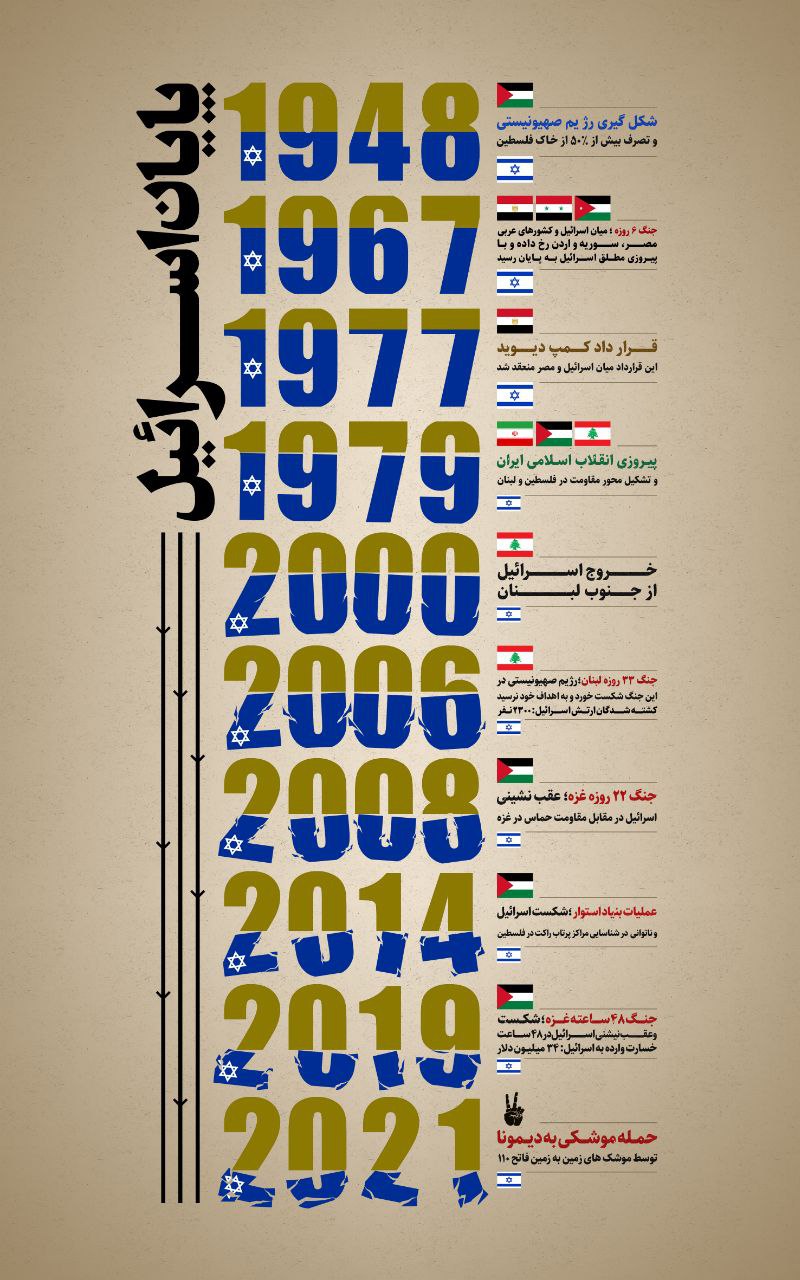 پایان اسرائیل
1948
شکل گیری رژیم صهیونیستی
و تصرف بیش از ۵۰٪ از خاک فلسطین
1967
جنگ ۶ روزه ؛ میان اسرائیل و کشورهای عربی
مصر، سوریه و اردن رخ داده و با
پیروزی مطلق اسرائیل به پایان رسید
1977
قرار داد کمپ دیوید
این قرارداد میان اسرائیل و مصر منعقد شد
1979
پیروزی انقلاب اسلامی ایران
و تشکیل محور مقاومت در فلسطین و لبنان
2000
خروج اسرائیل
از جنوب لبنان
2006
جنگ ۳۳ روزه لبنان؛ رژیم صهیونیستی در
این جنگ شکست خورد و به اهداف خود نرسید
کشته شدگان ارتش اسرائیل: ۲۳۰۰ نفر
2008
جنگ ۲۲ روزه غزه؛ عقب نشینی
اسرائیل در مقابل مقاومت حماس در غزه
2014
عملیات بنیاد استوار؛ شکست اسرائیل
و ناتوانی در شناسایی مراکز پرتاب راکت در فلسطین
2019
جنگ ۴۸ ساعته غزه؛ شکست
و عقب نیشنی اسرائیل در ۴۸ ساعت
خسارت وارده به اسرائیل: ۳۴ میلیون دلار
2021
حمله موشکی به دیمونا
توسط موشک های زمین به زمین فاتح ۱۱۰